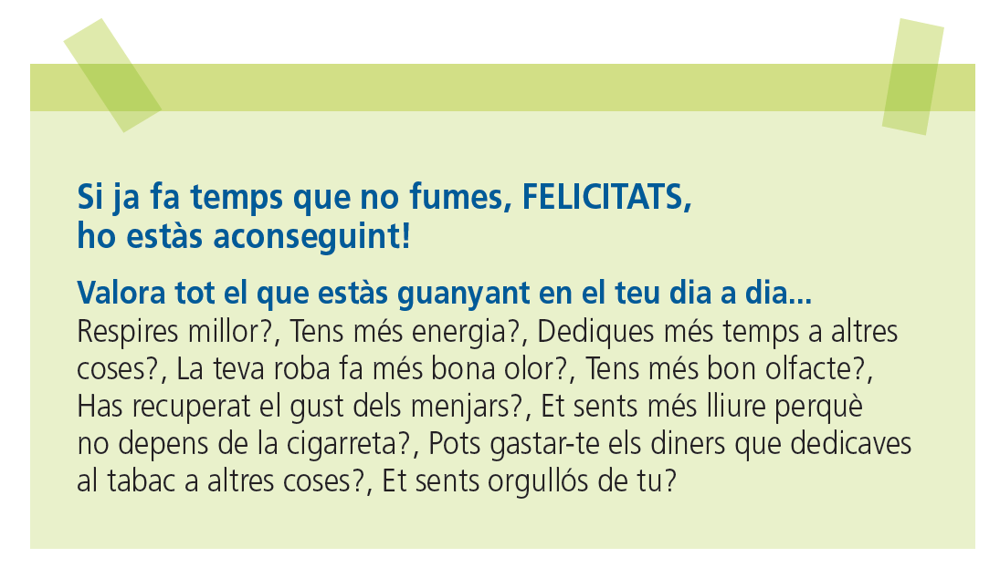 Si ja fa temps que no fumes, FELICITATS,
ho estàs aconseguint!
Valora tot el que estàs guanyant en el teu dia a dia...
Respires millor?, Tens més energia?, Dediques més temps a altres
coses?, La teva roba fa més bona olor?, Tens més bon olfacte?,
Has recuperat el gust dels menjars?, Et sents més lliure perquè
no depens de la cigarreta?, Pots gastar-te els diners que dedicaves
al tabac a altres coses?, Et sents orgullós de tu?